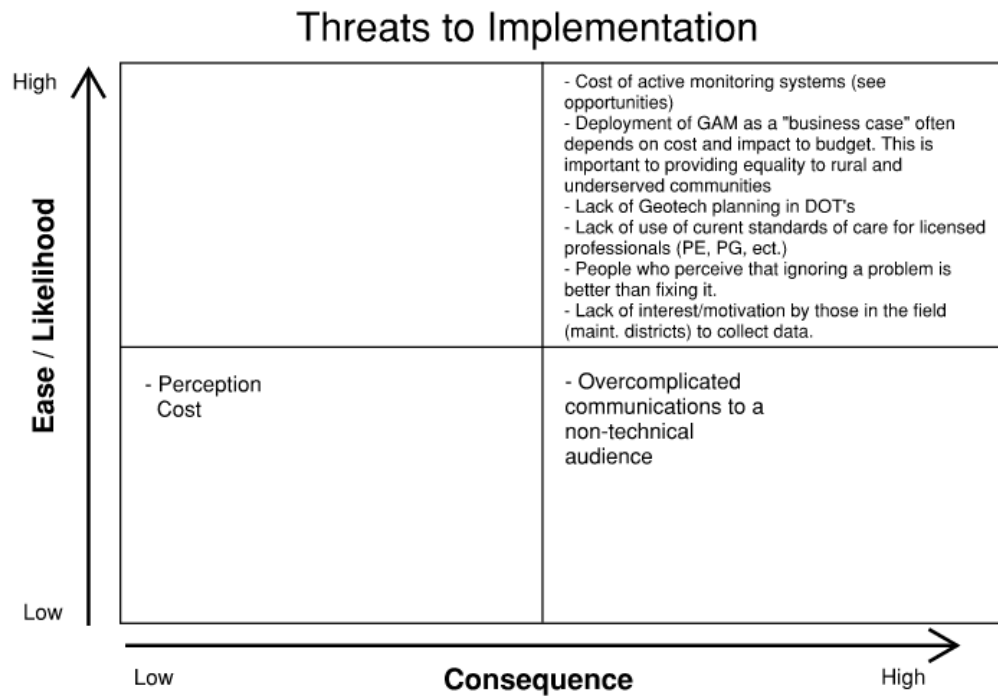 Threats to Implementation
High
Ease / Likelihood
Low
- Cost of active monitoring systems (see
opportunities)
- Deployment of GAM as a "business case" often
depends on cost and impact to budget. This is
important to providing equality to rural and
underserved communities
- Lack of Geotech planning in DOT's
- Lack of use of curent standards of care for licensed
professionals (PE, PG, ect.)
- People who perceive that ignoring a problem is
better than fixing it.
- Lack of interest/motivation by those in the field
(maint. districts) to collect data.
- Perception
Cost
- Overcomplicated
communications to a
non-technical
audience
Low
Consequence
High